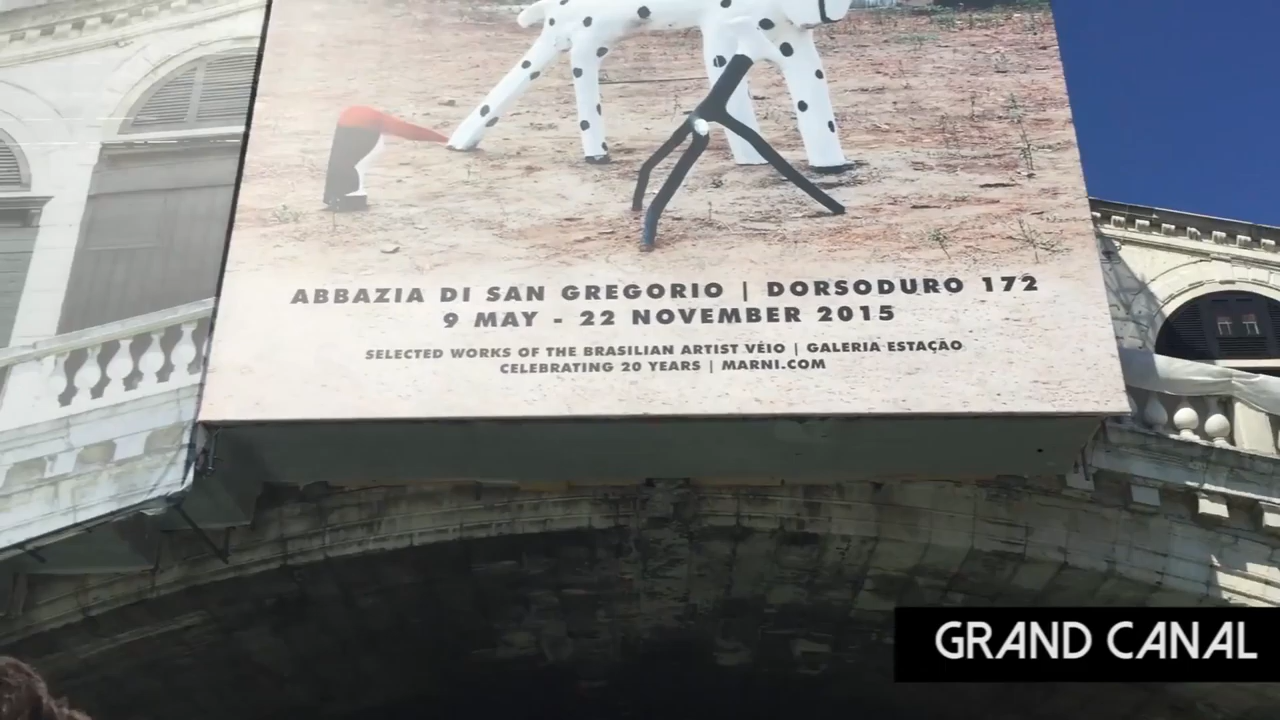 ABBAZIA DI SAN GREGORIO | DORSODURO 172
9 MAY - 22 NOVEMBER 2015
SELECTED WORKS OF THE BRASILIAN ARTIST VÉIO | GALERIA ESTAÇÃO
CELEBRATING 20 YEARS | MARNI.COM
GRAND CANAL